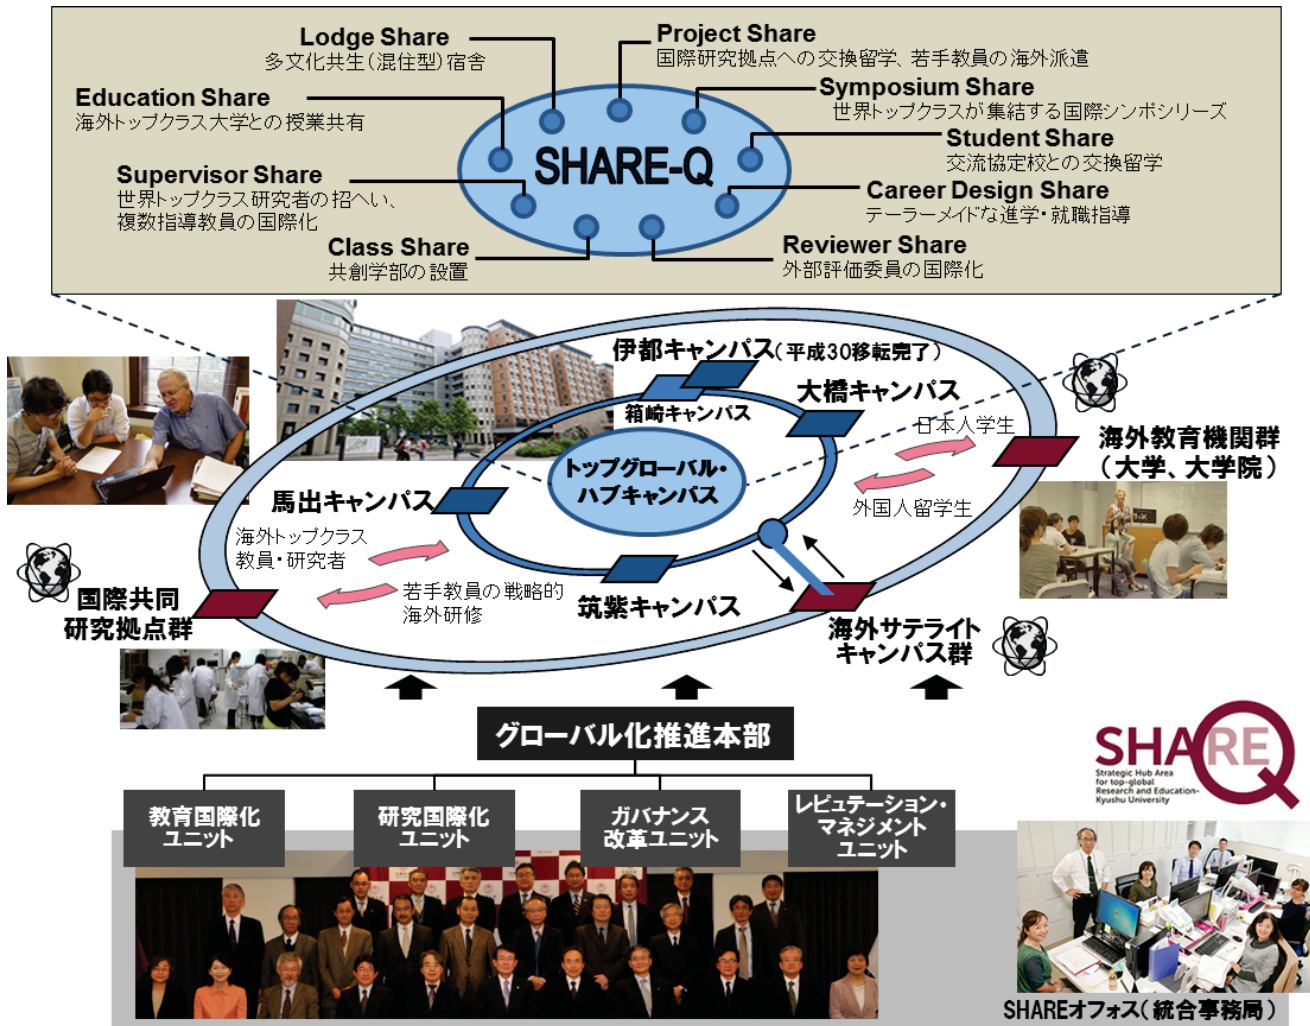 Lodge Share
多文化共生(混住型)宿舎
Project Share
国際研究拠点への交換留学、若手教員の海外派遣
Education Share
海外トップクラス大学との授業共有
Symposium Share
世界トップクラスが集結する国際シンポシリーズ
Student Share
交流協定校との交換留学
Supervisor Share
世界トップクラス研究者の招へい、
複数指導教員の国際化
SHARE-Q
Career Design Share
テーラーメイドな進学・就職指導
Class Share
共創学部の設置
Reviewer Share
外部評価委員の国際化
伊都キャンパス(平成30移転完了)
箱崎キャンパス
大橋キャンパス
日本人学生
外国人留学生
海外教育機関群
(大学、大学院)
トップグローバル・
ハブキャンパス
馬出キャンパス
海外トップクラス
教員・研究者
若手教員の戦略的
海外研修
国際共同
研究拠点群
筑紫キャンパス
海外サテライト
キャンパス群
グローバル化推進本部
教育国際化
ユニット
研究国際化
ユニット
ガバナンス
改革ユニット
レピュテーション・
マネジメント
ユニット
SHARE
Q
Strategic Hub Area
for top-global
Research and Education-
Kyushu University
SHAREオフォス(統合事務局)